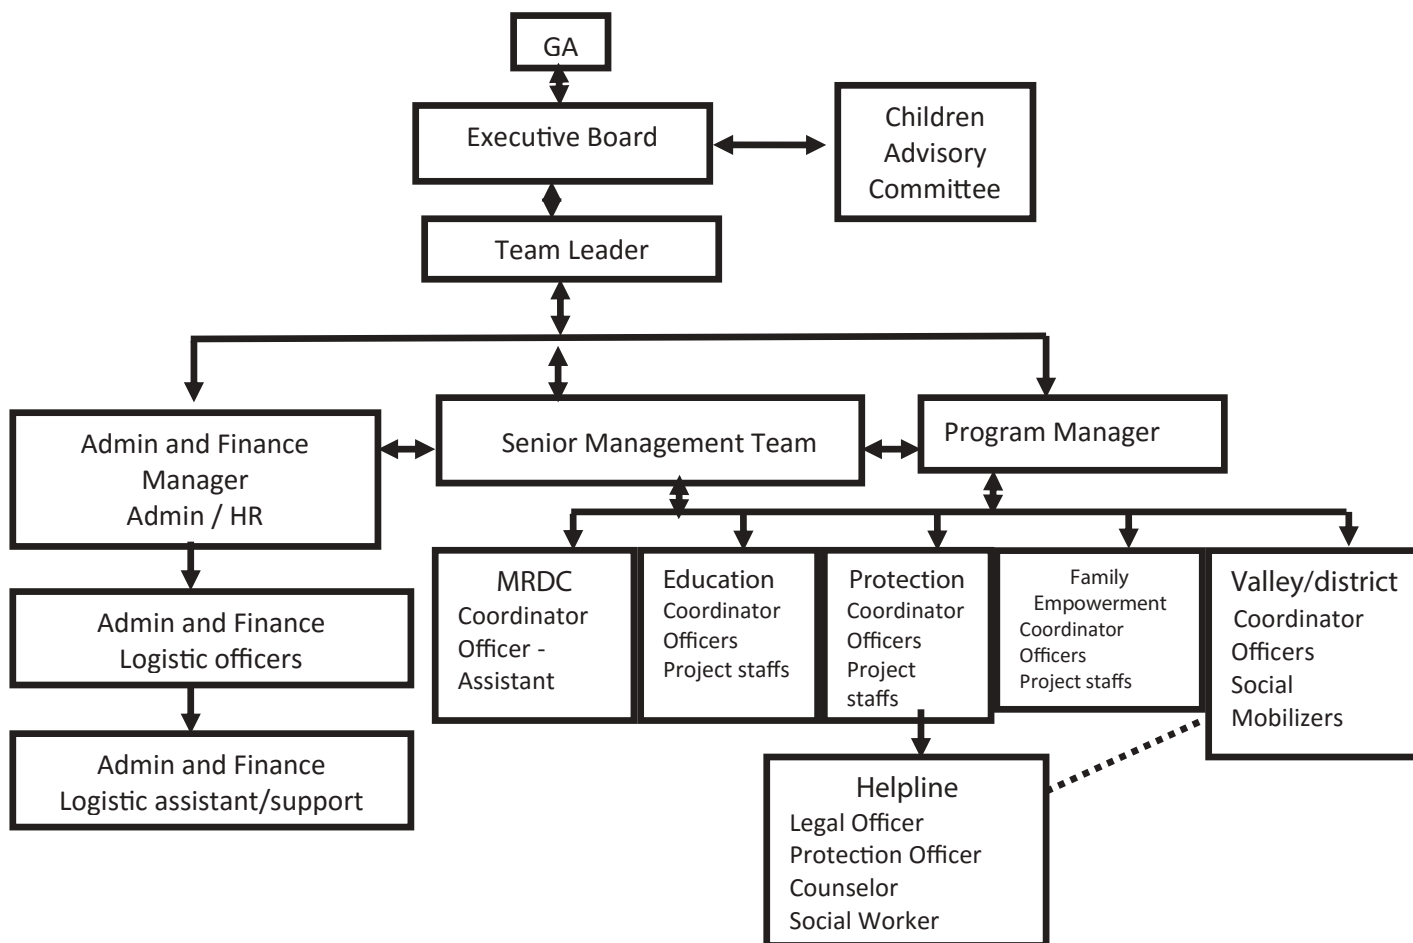 GA
Executive Board
Children
Advisory
Committee
Team Leader
Admin and Finance
Manager
Admin / HR
Senior Management Team
Program Manager
MRDC
Coordinator
Officer -
Assistant
Education
Coordinator
Officers
Project staffs
Protection
Coordinator
Officers
Project
staffs
Family
Empowerment
Coordinator
Officers
Project staffs
Valley/district
Coordinator
Officers
Social
Mobilizers
Admin and Finance
Logistic officers
Admin and Finance
Logistic assistant/support
Helpline
Legal Officer
Protection Officer
Counselor
Social Worker